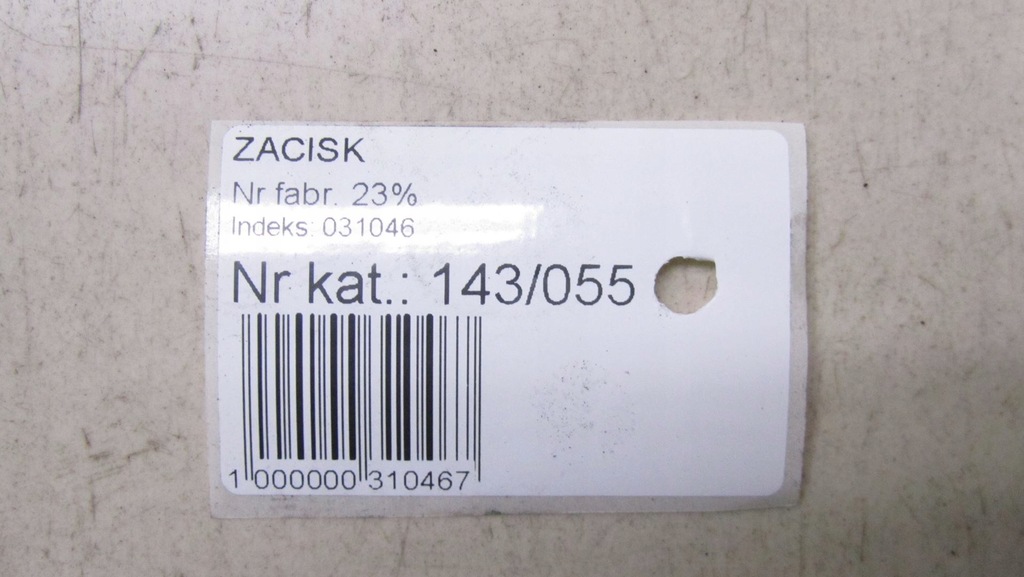 ZACISK
Nr fabr. 23%
Indeks: 031046
Nr kat.: 143/055
1 000000 310467